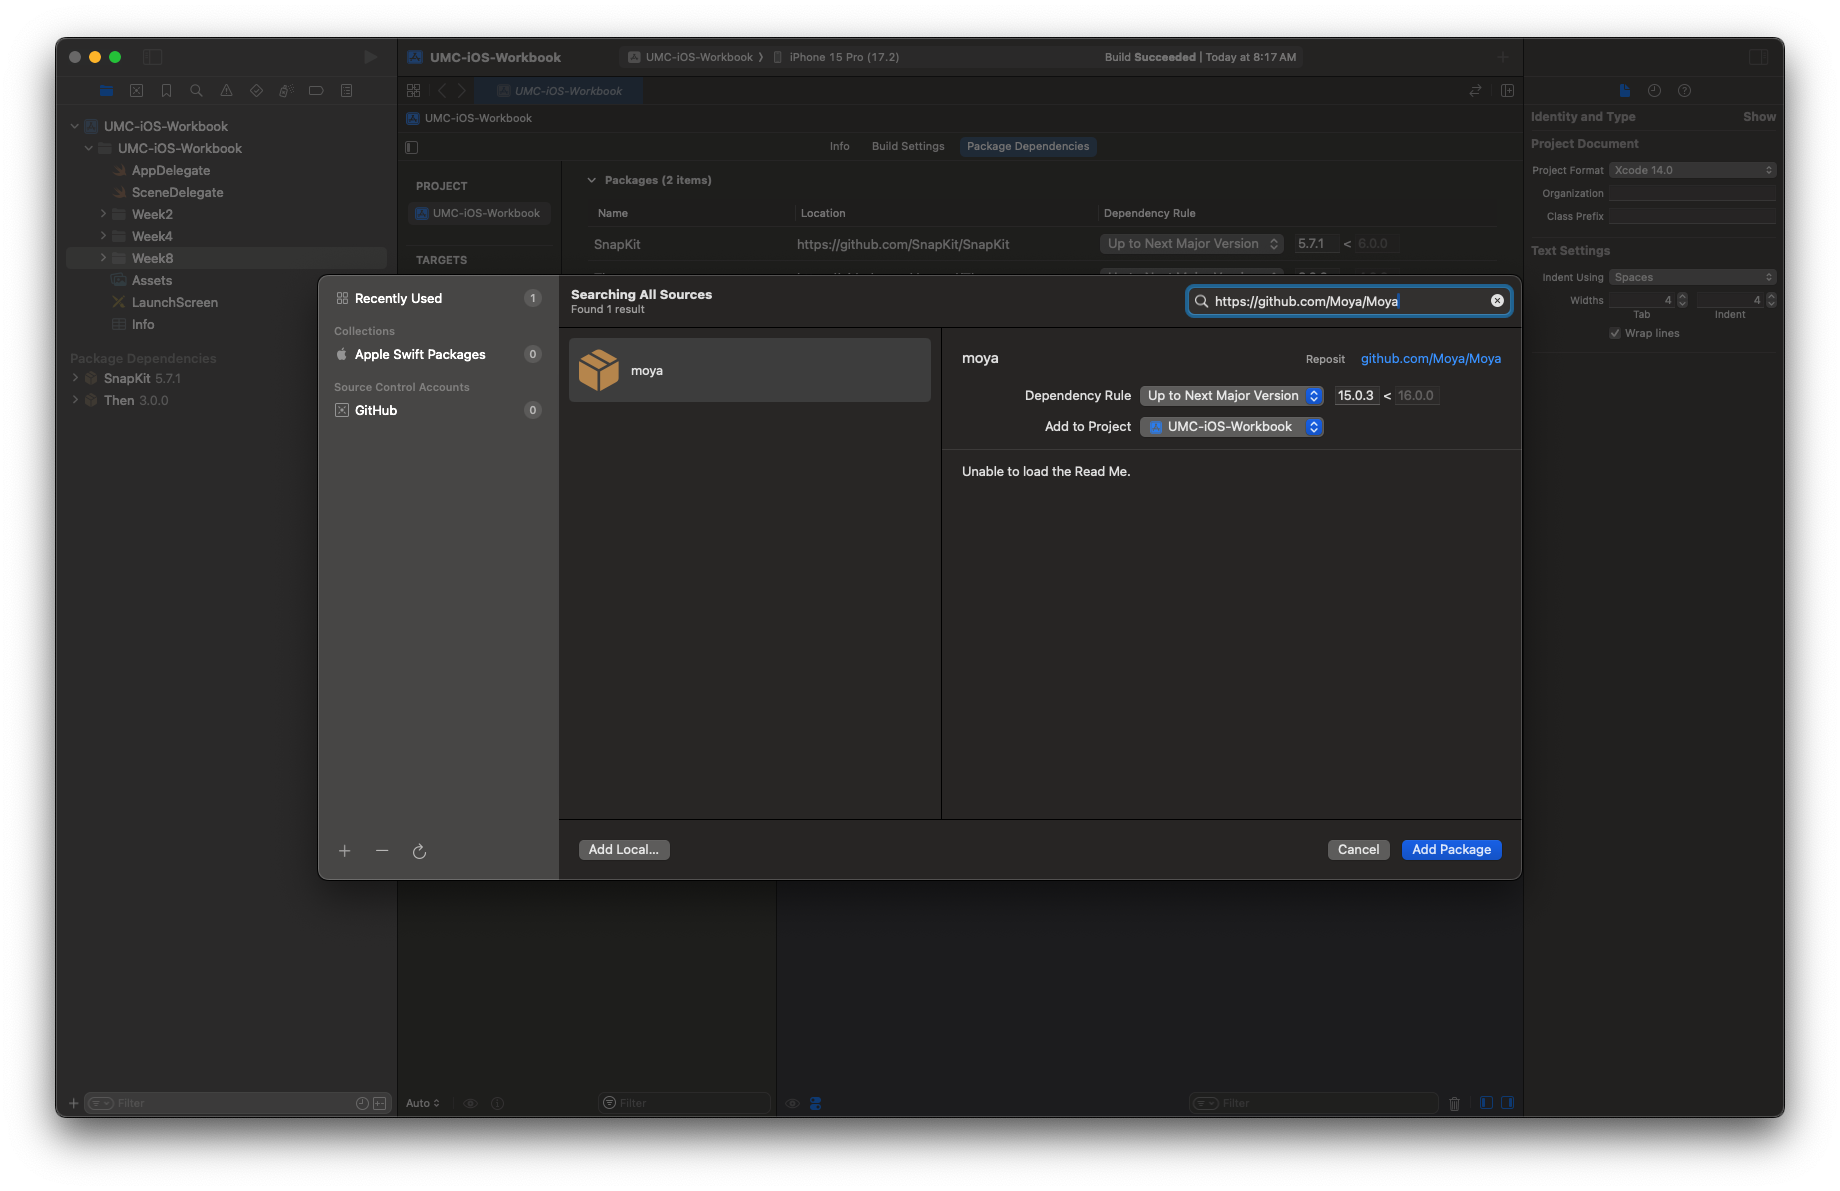 UMC-iOS-Workbook
UMC-iOS-Workbook
iPhone 15 Pro (17.2)
Build Succeeded | Today at 8:17 AM
UMC-iOS-Workbook
UMC-iOS-Workbook
Info
Build Settings
Package Dependencies
UMC-iOS-Workbook
UMC-iOS-Workbook
AppDelegate
SceneDelegate
Week2
Week4
Week8
Assets
LaunchScreen
Info
Package Dependencies
SnapKit 5.7.1
Then 3.0.0
PROJECT
UMC-iOS-Workbook
TARGETS
Packages (2 items)
Name
Location
Dependency Rule
SnapKit
https://github.com/SnapKit/SnapKit
Up to Next Major Version
5.7.1 < 6.0.0
Recently Used 1
Collections
Apple Swift Packages 0
Source Control Accounts
GitHub 0
Searching All Sources
Found 1 result
https://github.com/Moya/Moya
moya
moya
Reposit github.com/Moya/Moya
Dependency Rule Up to Next Major Version 15.0.3 < 16.0.0
Add to Project UMC-iOS-Workbook
Unable to load the Read Me.
Add Local...
Cancel
Add Package
Identity and Type Show
Project Document
Project Format Xcode 14.0
Organization
Class Prefix
Text Settings
Indent Using Spaces
Widths 4 4
Tab Indent
Wrap lines
Filter
Auto
Filter
Filter